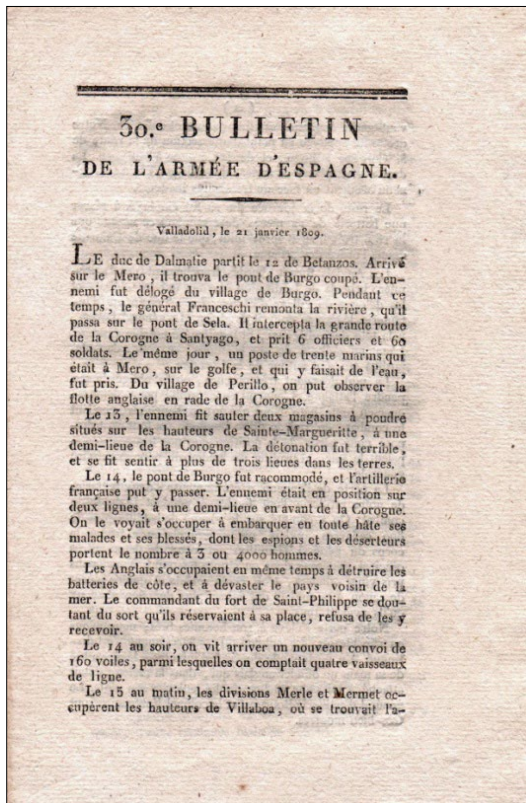 30.e BULLETIN
DE L'ARMÉE D'ESPAGNE.
Valladolid, le 21 janvier 1809.
LE duc de Dalmatie partit le 12 de Betanzos. Arrivé
sur le Mero, il trouva le pont de Burgo coupé. L'en-
nemi fut délogé du village de Burgo. Pendant ce
temps, le général Franceschi remonta la rivière, qu'il
passa sur le pont de Sela. Il intercepta la grande route
de la Corogne à Santyago, et prit 6 officiers et 60
soldats. Le même jour, un poste de trente marins qui
était à Mero, sur le golfe, et qui y faisait de l'eau,
fut pris. Du village de Perillo, on put observer la
flotte anglaise en rade de la Corogne.
Le 13, l'ennemi fit sauter deux magasins à poudre
situés sur les hauteurs de Sainte-Margueritte, à une
demi-lieue de la Corogne. La détonation fut terrible,
et se fit sentir à plus de trois lieues dans les terres.
Le 14, le pont de Burgo fut racommodé, et l'artillerie
française put y passer. L'ennemi était en position sur
deux lignes, à une demi-lieue en avant de la Corogne.
On le voyait s'occuper à embarquer en toute hâte ses
malades et ses blessés, dont les espions et les déserteurs
portent le nombre à 3 ou 4000 hommes.
Les Anglais s'occupaient en même temps à détruire les
batteries de côte, et à dévaster le pays voisin de la
mer. Le commandant du fort de Saint-Philippe se dou-
tant du sort qu'ils réservaient à sa place, refusa de les y
recevoir.
Le 14 au soir, on vit arriver un nouveau convoi de
160 voiles, parmi lesquelles on comptait quatre vaisseaux
de ligne.
Le 15 au matin, les divisions Merle et Mermet oc-
cupèrent les hauteurs de Villaboa, où se trouvait l'a-